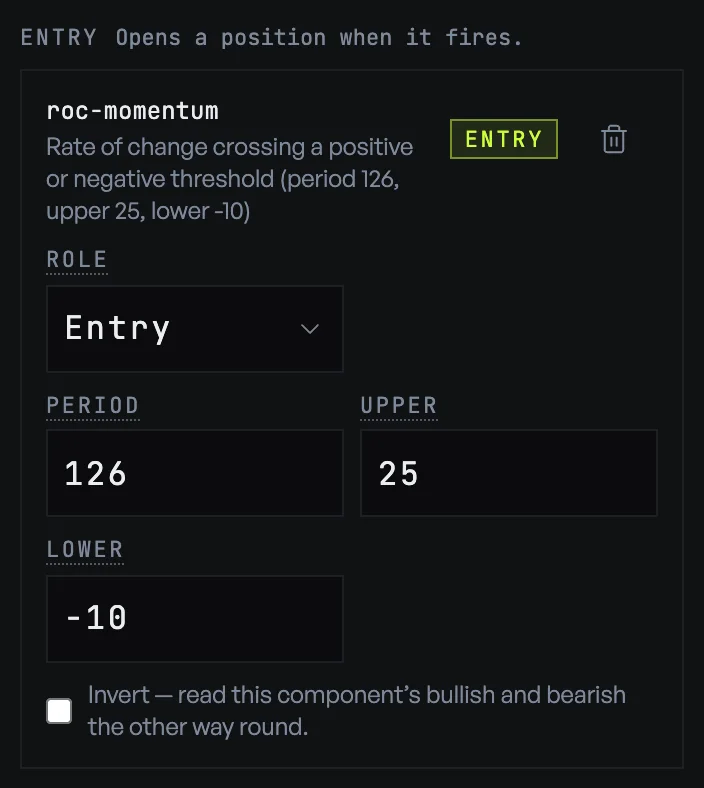 ENTRY Opens a position when it fires.
roc-momentum
Rate of change crossing a positive
or negative threshold (period 126,
upper 25, lower -10)
ENTRY
ROLE
Entry
PERIOD
126
UPPER
25
LOWER
-10
Invert — read this component’s bullish and bearish
the other way round.